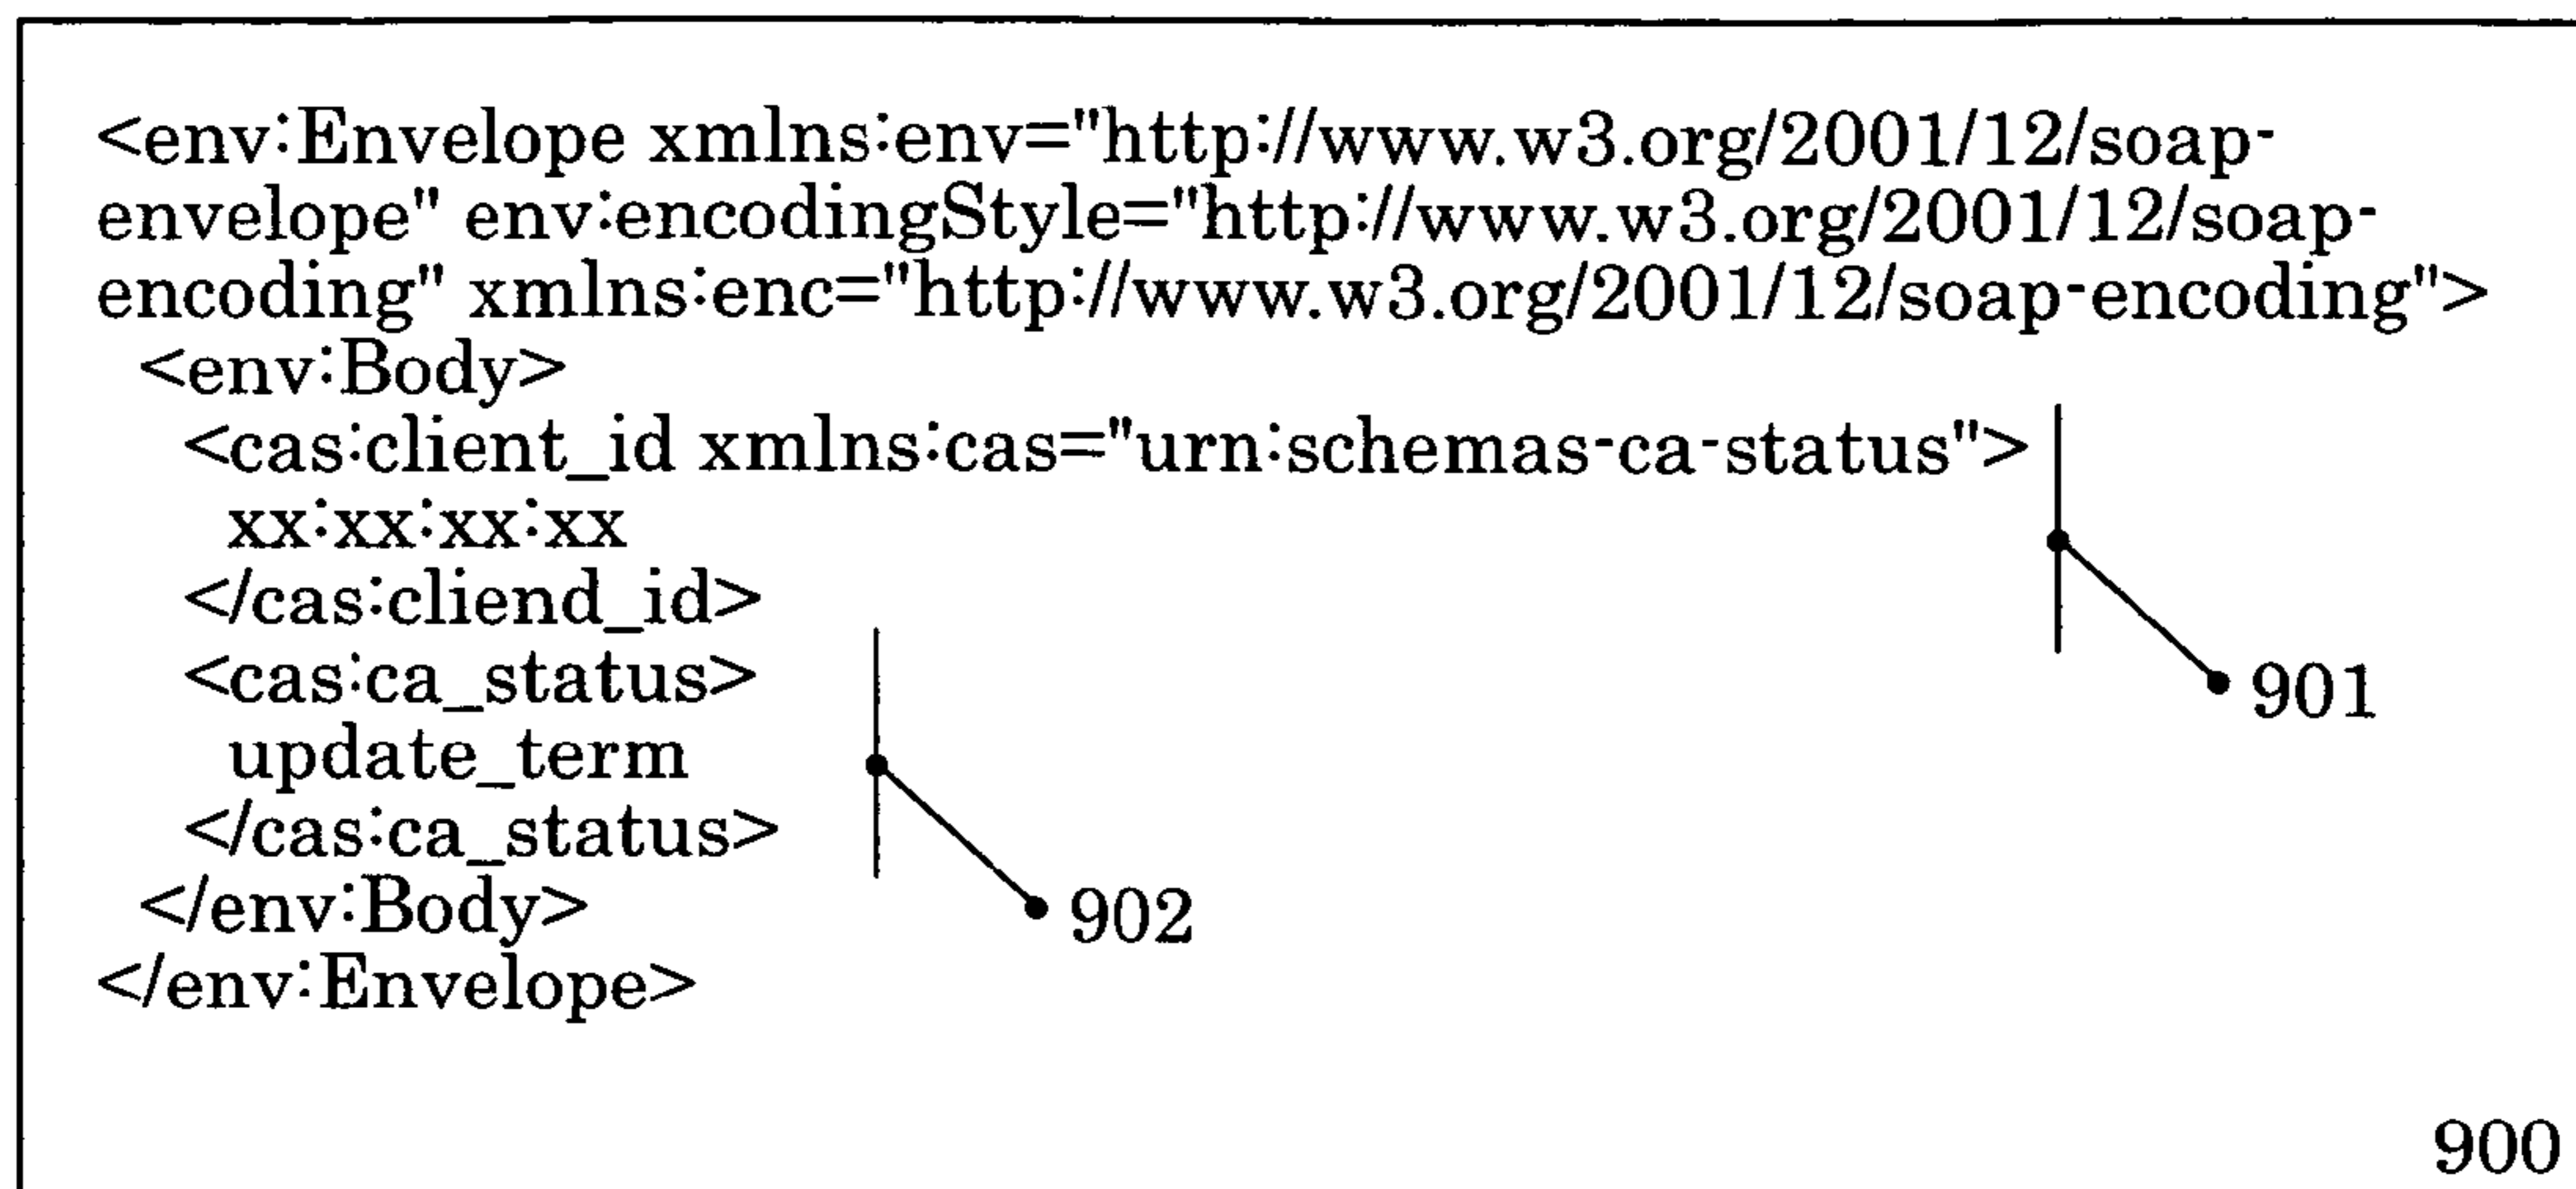 <env:Envelope xmlns:env="http://www.w3.org/2001/12/soap-
envelope" env:encodingStyle="http://www.w3.org/2001/12/soap-
encoding" xmlns:enc="http://www.w3.org/2001/12/soap-encoding">
<env:Body>
<cas:client_id xmlns:cas="urn:schemas-ca-status">
xx:xx:xx:xx
</cas:cliend_id>
<cas:ca_status>
901
update_term
</cas:ca_status>
</env:Body>
902
</env:Envelope>
900